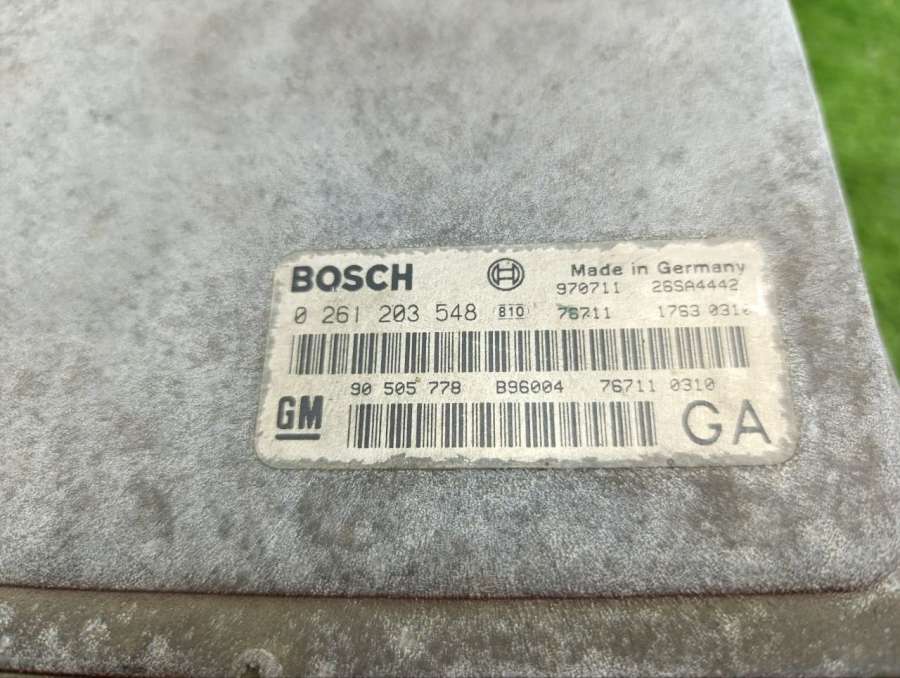 BOSCH Made in Germany
970711 26SA4442
0 261 203 548 810 76711 1763 0310
90 505 778 B96004 76711 0310
GM GA